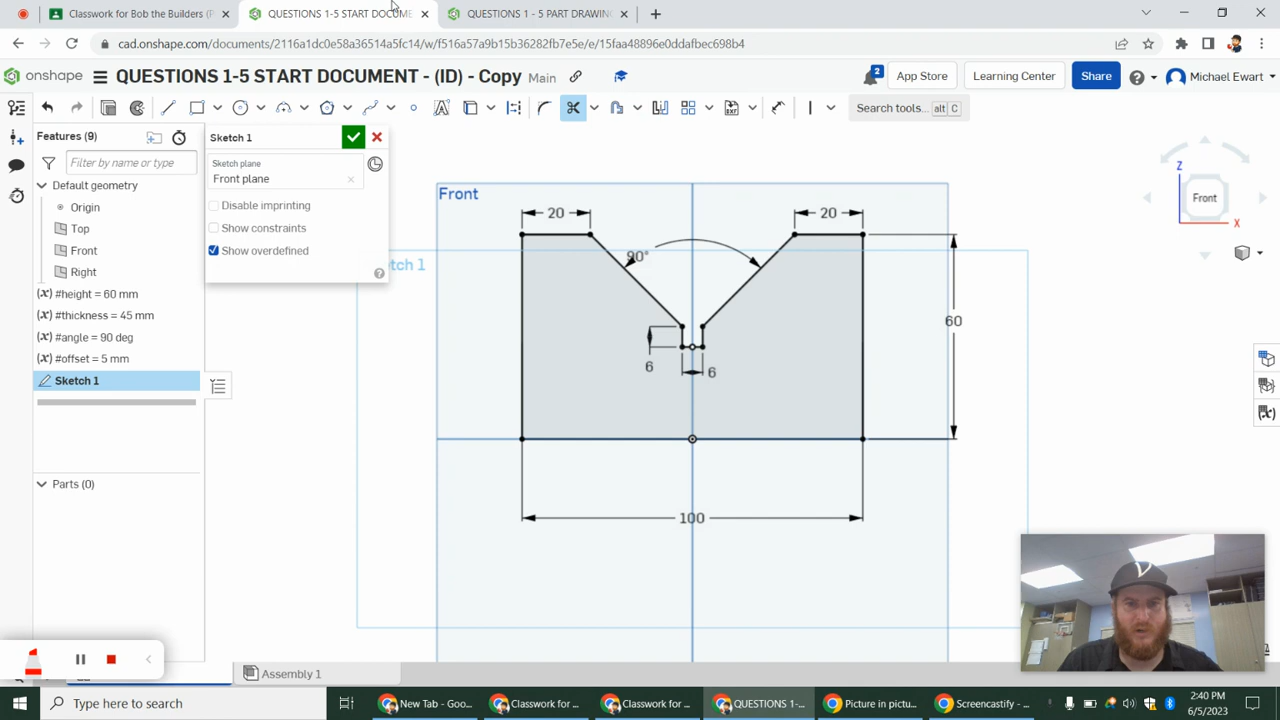 Classwork for Bob the Builders (P
QUESTIONS 1-5 START DOCUME
QUESTIONS 1 - 5 PART DRAWING
cad.onshape.com/documents/2116a1dc0e58a36514a5fc14/w/f516a57a9b15b36282fb7e5e/e/15faa48896e0ddafbec698b4
onshape
QUESTIONS 1-5 START DOCUMENT - (ID) - Copy Main
2
App Store
Learning Center
Share
Michael Ewart
Search tools... alt C
Features (9)
Filter by name or type
Default geometry
Origin
Top
Front
Right
(x) #height = 60 mm
(x) #thickness = 45 mm
(x) #angle = 90 deg
(x) #offset = 5 mm
Sketch 1
Parts (0)
Sketch 1
Sketch plane
Front plane
Disable imprinting
Show constraints
Show overdefined
Front
tch 1
20
20
90°
60
6
6
100
Z
Front
X
(x)
Assembly 1
Type here to search
New Tab - Goo...
Classwork for ...
Classwork for ...
QUESTIONS 1-...
Picture in pictu...
Screencastify - ...
2:40 PM
6/5/2023